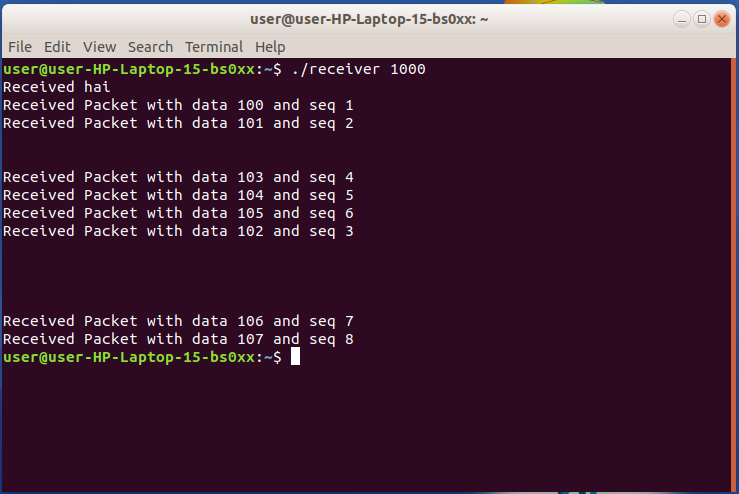 user@user-HP-Laptop-15-bs0xx: ~
File Edit View Search Terminal Help
user@user-HP-Laptop-15-bs0xx:~$ ./receiver 1000
Received hai
Received Packet with data 100 and seq 1
Received Packet with data 101 and seq 2
Received Packet with data 103 and seq 4
Received Packet with data 104 and seq 5
Received Packet with data 105 and seq 6
Received Packet with data 102 and seq 3
Received Packet with data 106 and seq 7
Received Packet with data 107 and seq 8
user@user-HP-Laptop-15-bs0xx:~$